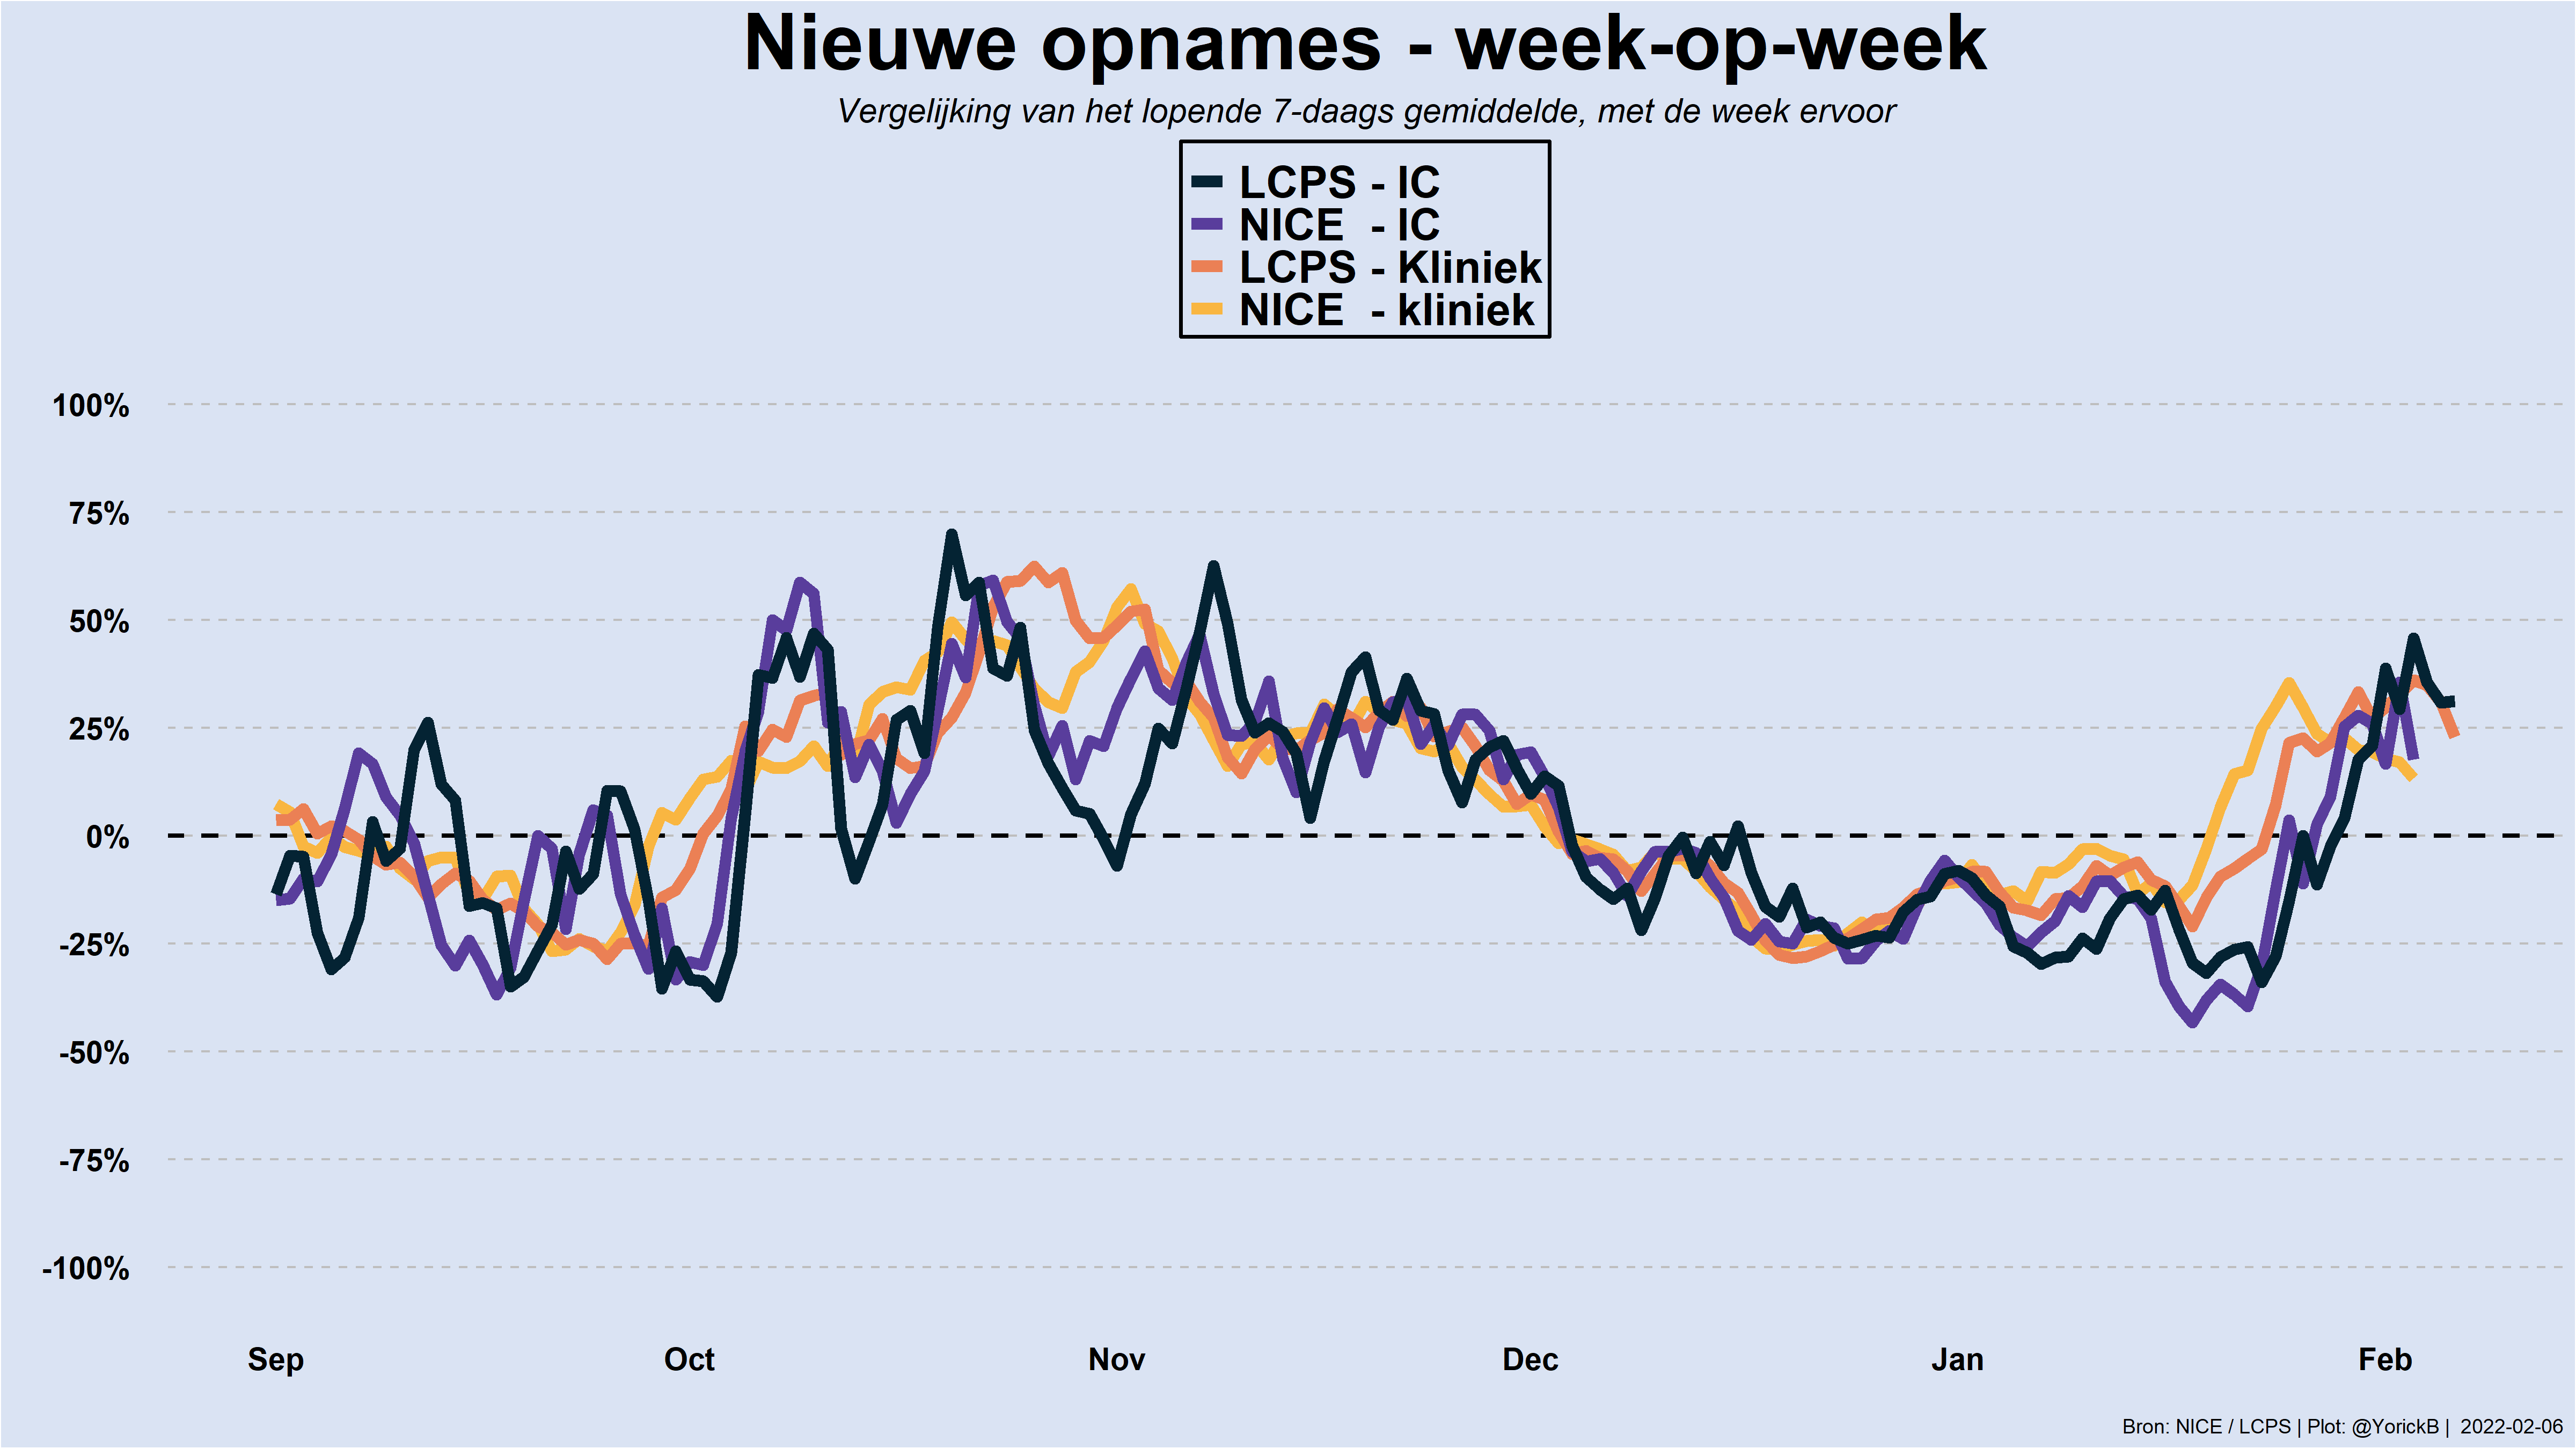 Nieuwe opnames - week-op-week
Vergelijking van het lopende 7-daags gemiddelde, met de week ervoor
LCPS - IC
NICE - IC
LCPS - Kliniek
NICE - kliniek
100%
75%
50%
25%
0%
-25%
-50%
-75%
-100%
Sep Oct Nov Dec Jan Feb
Bron: NICE / LCPS | Plot: @YorickB | 2022-02-06